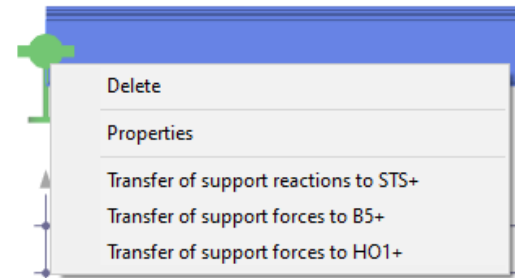 Delete
Properties
Transfer of support reactions to STS+
Transfer of support forces to B5+
Transfer of support forces to HO1+